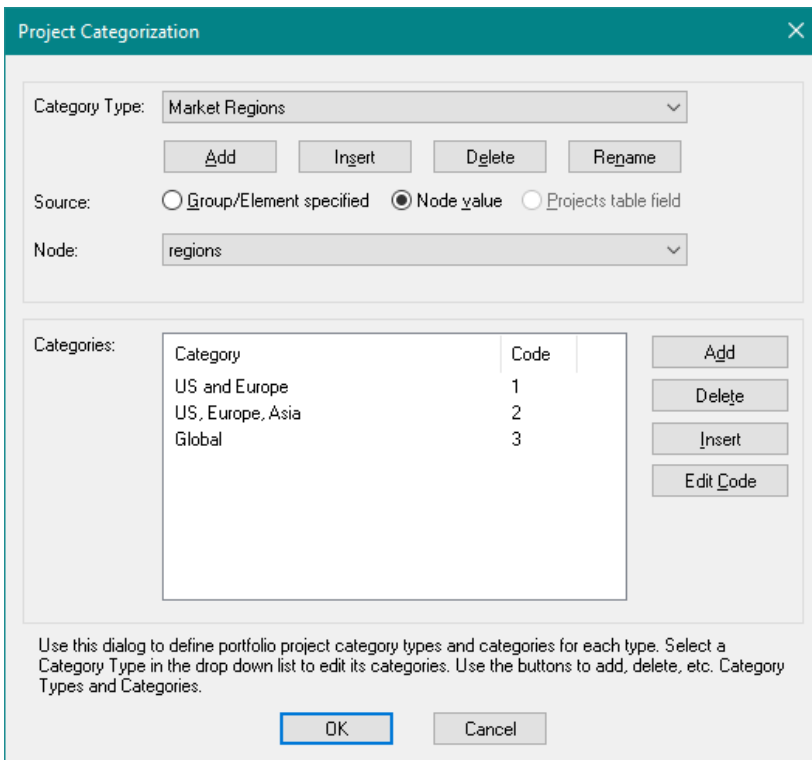 Project Categorization
Category Type: Market Regions
Add Insert Delete Rename
Source: Group/Element specified Node value Projects table field
Node: regions
Categories: Category Code Add
US and Europe 1
US, Europe, Asia 2 Delete
Global 3 Insert
Edit Code
Use this dialog to define portfolio project category types and categories for each type. Select a
Category Type in the drop down list to edit its categories. Use the buttons to add, delete, etc. Category
Types and Categories.
OK Cancel